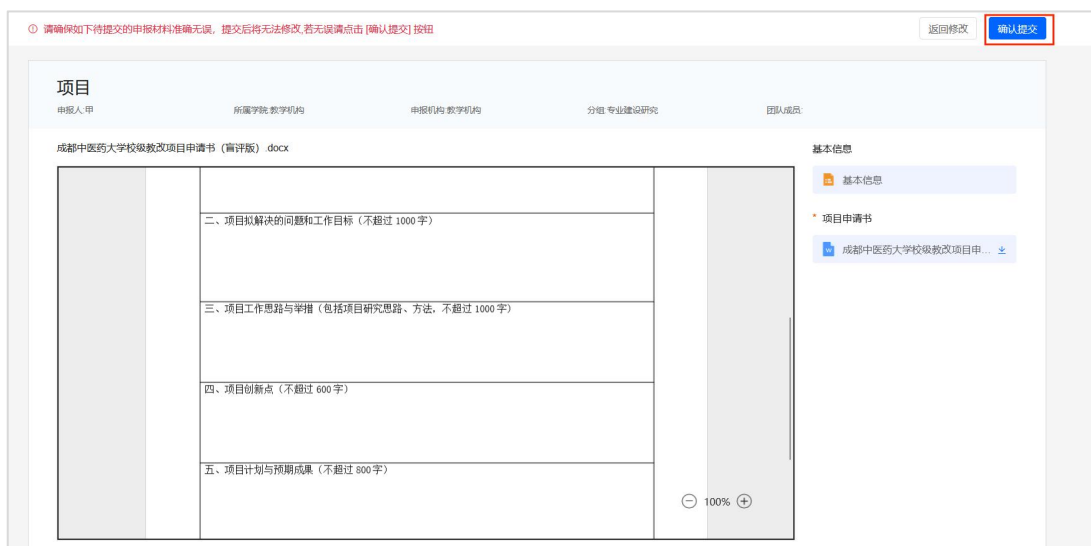 请确保如下待提交的申报材料准确无误，提交后将无法修改,若无误请点击 [确认提交] 按钮
返回修改
确认提交
项目
申报人:甲
所属学院:教学机构
申报机构:教学机构
分组:专业建设研究
团队成员:
成都中医药大学校级教改项目申请书（盲评版）.docx
基本信息
基本信息
* 项目申请书
成都中医药大学校级教改项目申...
二、项目拟解决的问题和工作目标（不超过 1000 字）
三、项目工作思路与举措（包括项目研究思路、方法，不超过 1000 字）
四、项目创新点（不超过 600 字）
五、项目计划与预期成果（不超过 800 字）
100%